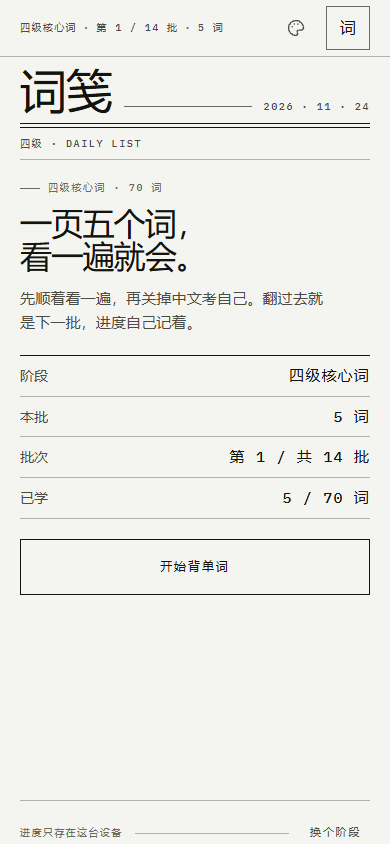 四级核心词 · 第 1 / 14 批 · 5 词
词
词笺
2026 · 11 · 24
四级 · DAILY LIST
四级核心词 · 70 词
一页五个词，
看一遍就会。
先顺着看一遍，再关掉中文考自己。翻过去就
是下一批，进度自己记着。
阶段 四级核心词
本批 5 词
批次 第 1 / 共 14 批
已学 5 / 70 词
开始背单词
进度只存在这台设备
换个阶段